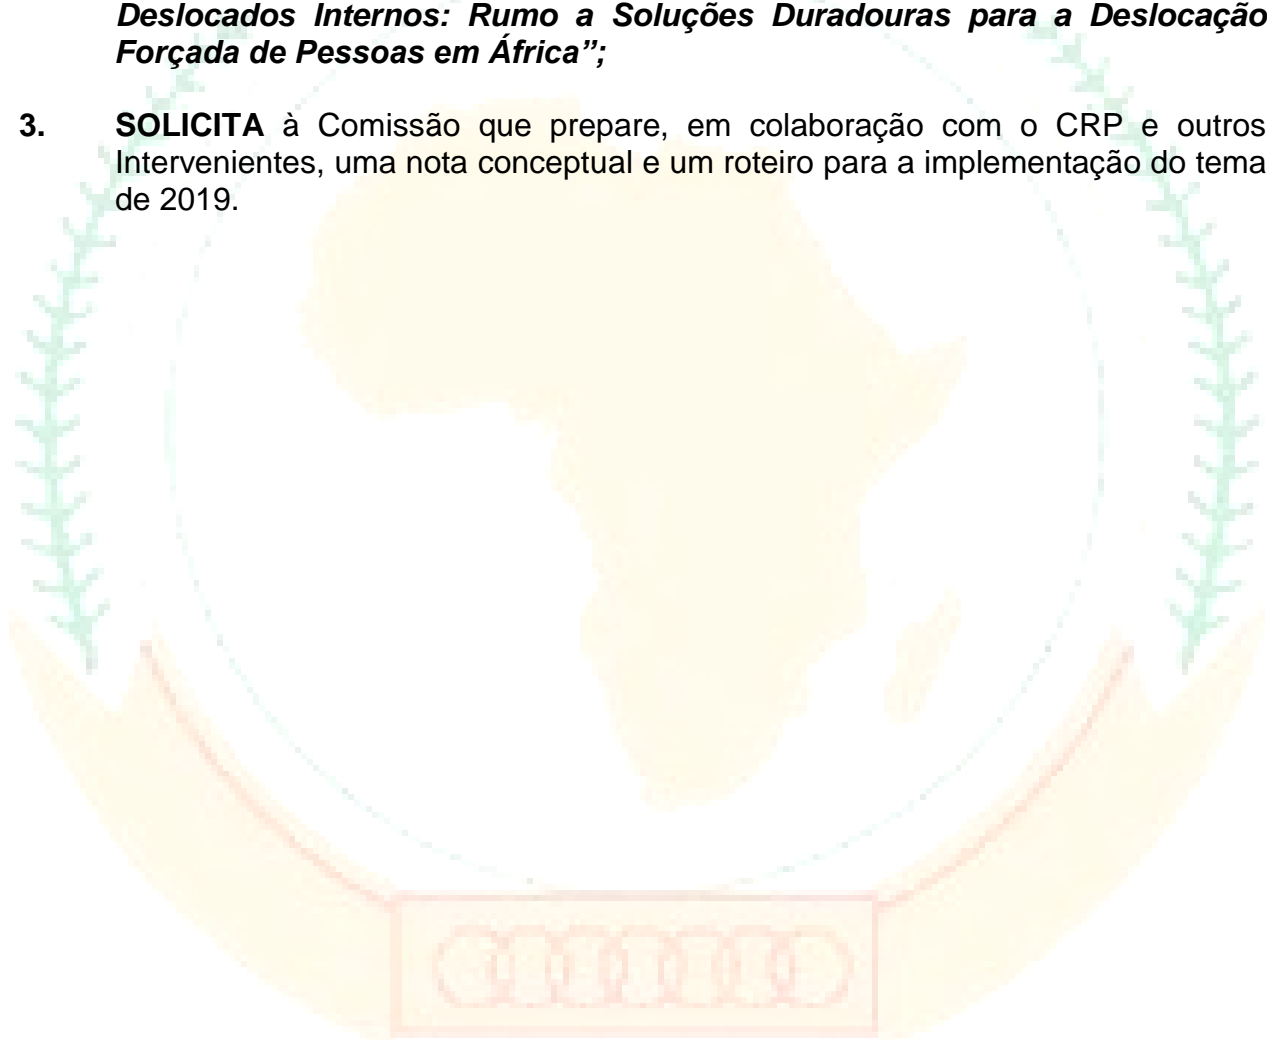 Deslocados Internos: Rumo a Soluções Duradouras para a Deslocação
Forçada de Pessoas em África”;
3. SOLICITA à Comissão que prepare, em colaboração com o CRP e outros
Intervenientes, uma nota conceptual e um roteiro para a implementação do tema
de 2019.